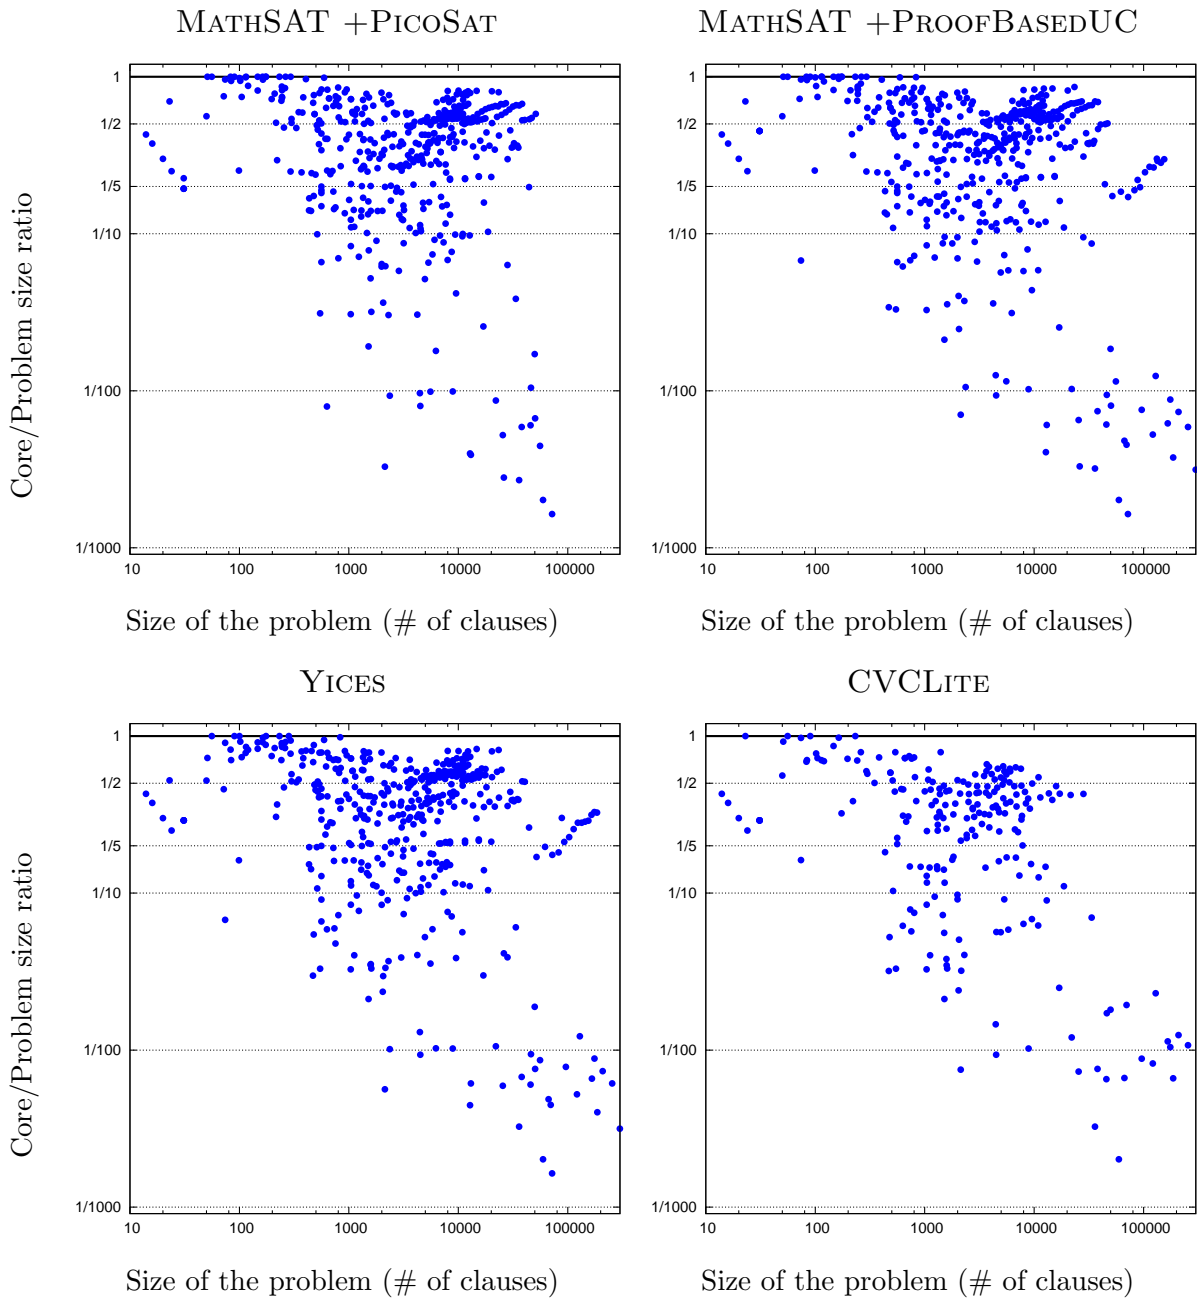 MATHSAT +PICOSAT
1
1/2
1/5
1/10
1/100
1/1000
10 100 1000 10000 100000
Core/Problem size ratio
Size of the problem (# of clauses)
MATHSAT +PROOFBASEDUC
1
1/2
1/5
1/10
1/100
1/1000
10 100 1000 10000 100000
Size of the problem (# of clauses)
YICES
1
1/2
1/5
1/10
1/100
1/1000
10 100 1000 10000 100000
Core/Problem size ratio
Size of the problem (# of clauses)
CVCLITE
1
1/2
1/5
1/10
1/100
1/1000
10 100 1000 10000 100000
Size of the problem (# of clauses)